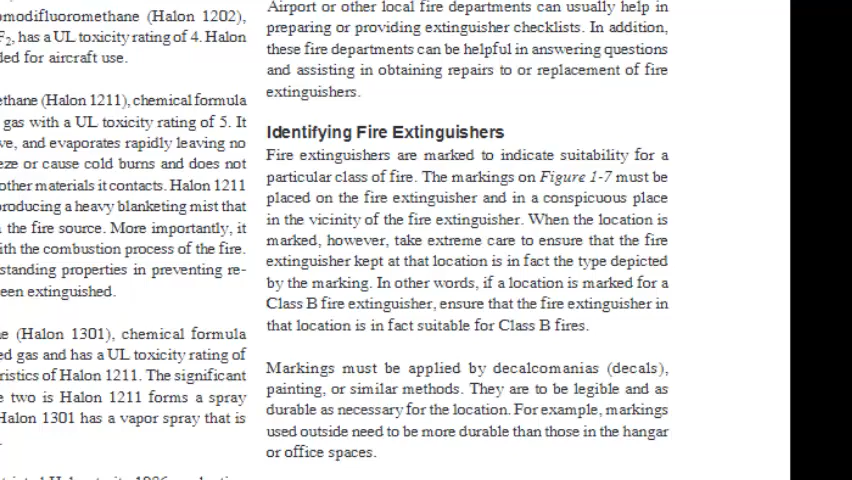 omodifluoromethane (Halon 1202),
F2, has a UL toxicity rating of 4. Halon
ded for aircraft use.
ethane (Halon 1211), chemical formula
gas with a UL toxicity rating of 5. It
ve, and evaporates rapidly leaving no
eze or cause cold burns and does not
other materials it contacts. Halon 1211
producing a heavy blanketing mist that
the fire source. More importantly, it
ith the combustion process of the fire.
standing properties in preventing re-
een extinguished.
ne (Halon 1301), chemical formula
ed gas and has a UL toxicity rating of
ristics of Halon 1211. The significant
e two is Halon 1211 forms a spray
Halon 1301 has a vapor spray that is
Airport or other local fire departments can usually help in
preparing or providing extinguisher checklists. In addition,
these fire departments can be helpful in answering questions
and assisting in obtaining repairs to or replacement of fire
extinguishers.
Identifying Fire Extinguishers
Fire extinguishers are marked to indicate suitability for a
particular class of fire. The markings on Figure 1-7 must be
placed on the fire extinguisher and in a conspicuous place
in the vicinity of the fire extinguisher. When the location is
marked, however, take extreme care to ensure that the fire
extinguisher kept at that location is in fact the type depicted
by the marking. In other words, if a location is marked for a
Class B fire extinguisher, ensure that the fire extinguisher in
that location is in fact suitable for Class B fires.
Markings must be applied by decalcomanias (decals),
painting, or similar methods. They are to be legible and as
durable as necessary for the location. For example, markings
used outside need to be more durable than those in the hangar
or office spaces.